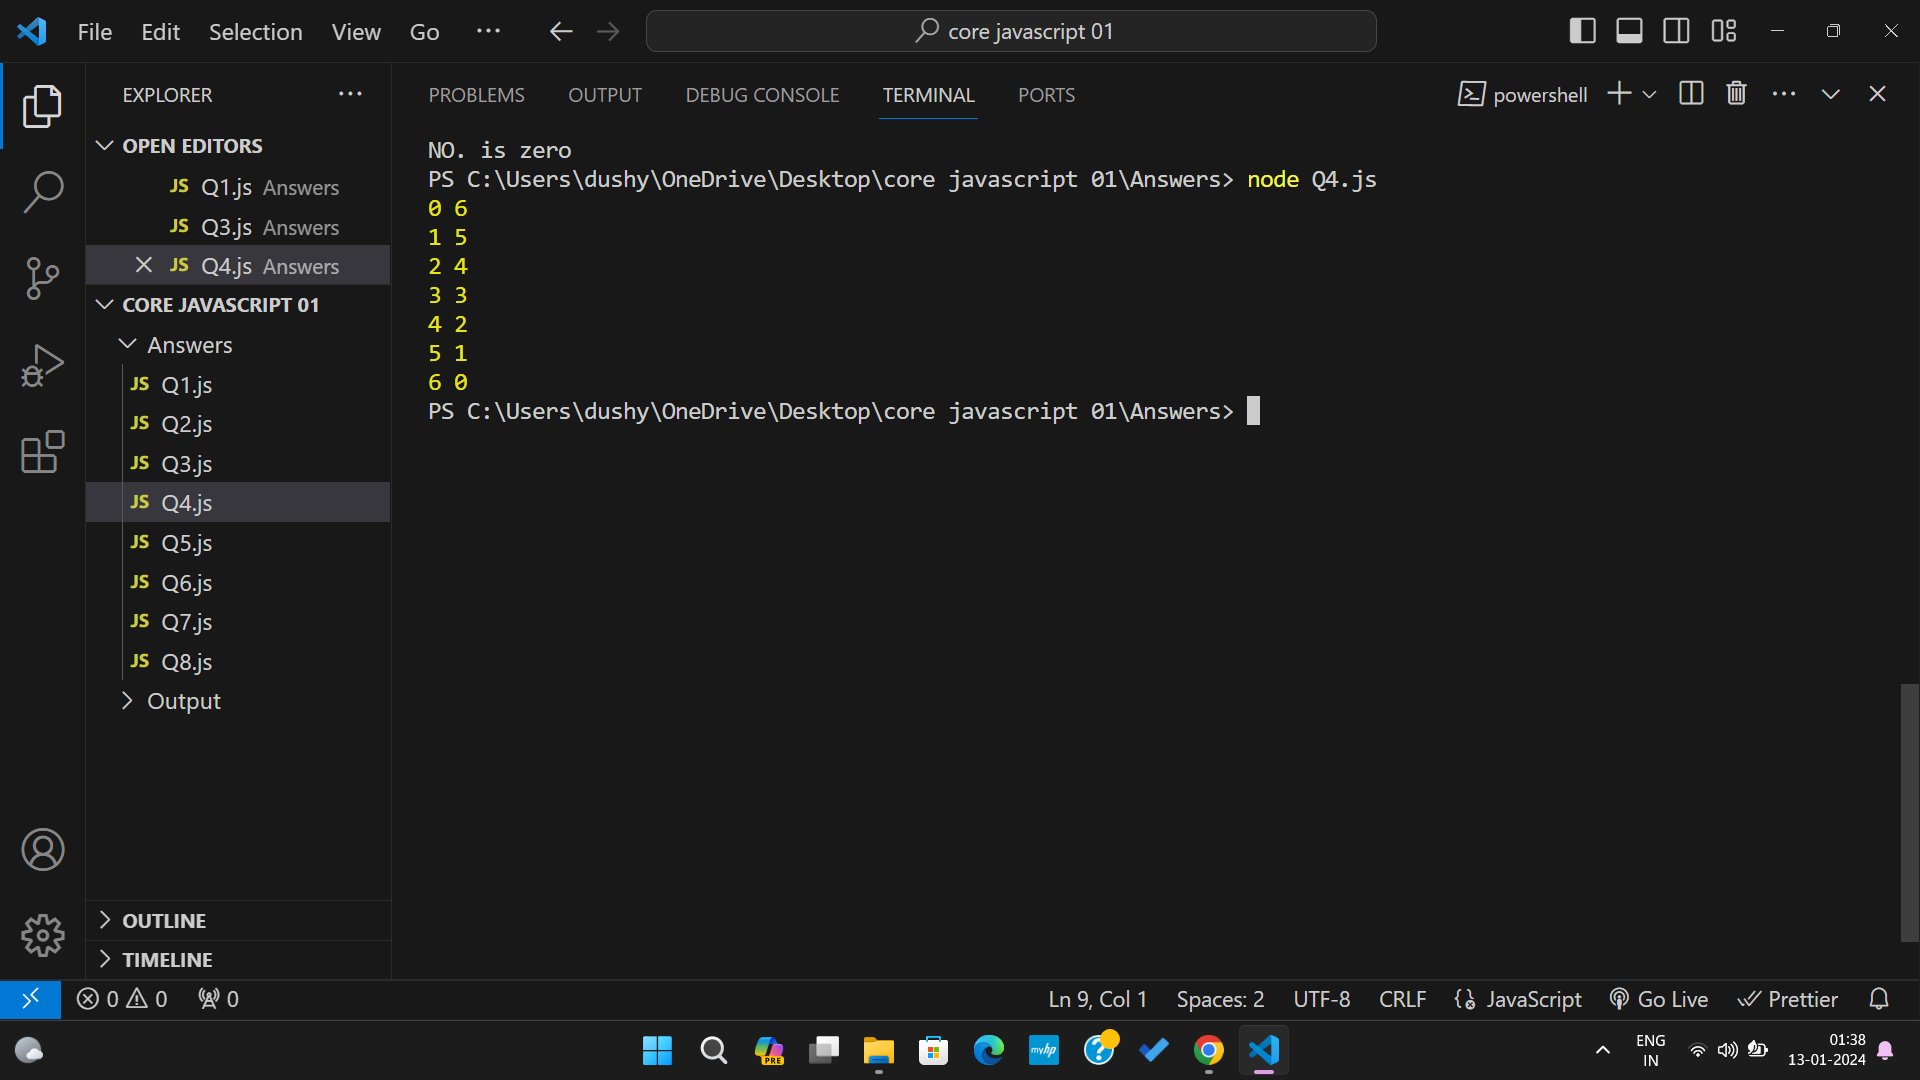 File Edit Selection View Go ··· core javascript 01
EXPLORER ···
OPEN EDITORS
JS Q1.js Answers
JS Q3.js Answers
JS Q4.js Answers
CORE JAVASCRIPT 01
Answers
JS Q1.js
JS Q2.js
JS Q3.js
JS Q4.js
JS Q5.js
JS Q6.js
JS Q7.js
JS Q8.js
Output
OUTLINE
TIMELINE
PROBLEMS OUTPUT DEBUG CONSOLE TERMINAL PORTS powershell
NO. is zero
PS C:\Users\dushy\OneDrive\Desktop\core javascript 01\Answers> node Q4.js
0 6
1 5
2 4
3 3
4 2
5 1
6 0
PS C:\Users\dushy\OneDrive\Desktop\core javascript 01\Answers>
0 0 0 Ln 9, Col 1 Spaces: 2 UTF-8 CRLF JavaScript Go Live Prettier
PRE myhp ENG IN 01:38
13-01-2024